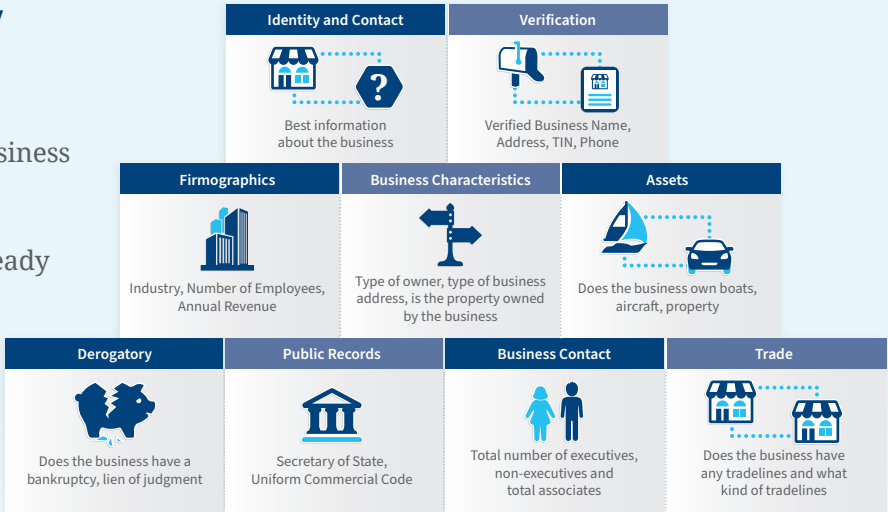 Identity and Contact
Verification
?
Best information
about the business
Verified Business Name,
Address, TIN, Phone
siness
Firmographics
Business Characteristics
Assets
eady
Industry, Number of Employees,
Annual Revenue
Type of owner, type of business
address, is the property owned
by the business
Does the business own boats,
aircraft, property
Derogatory
Public Records
Business Contact
Trade
Does the business have a
bankruptcy, lien of judgment
Secretary of State,
Uniform Commercial Code
Total number of executives,
non-executives and
total associates
Does the business have
any tradelines and what
kind of tradelines